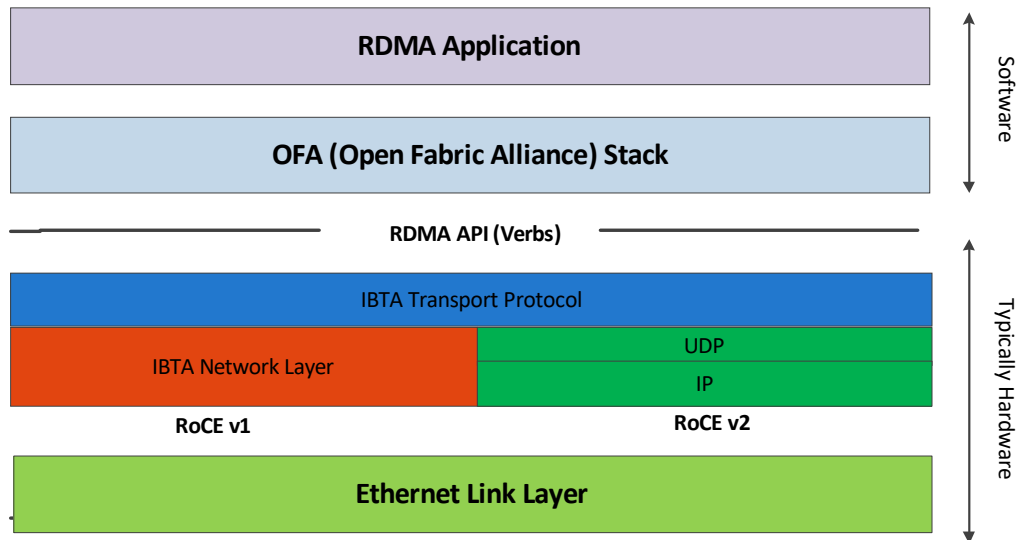 RDMA Application
Software
OFA (Open Fabric Alliance) Stack
RDMA API (Verbs)
IBTA Transport Protocol
Typically Hardware
IBTA Network Layer
UDP
IP
RoCE v1
RoCE v2
Ethernet Link Layer